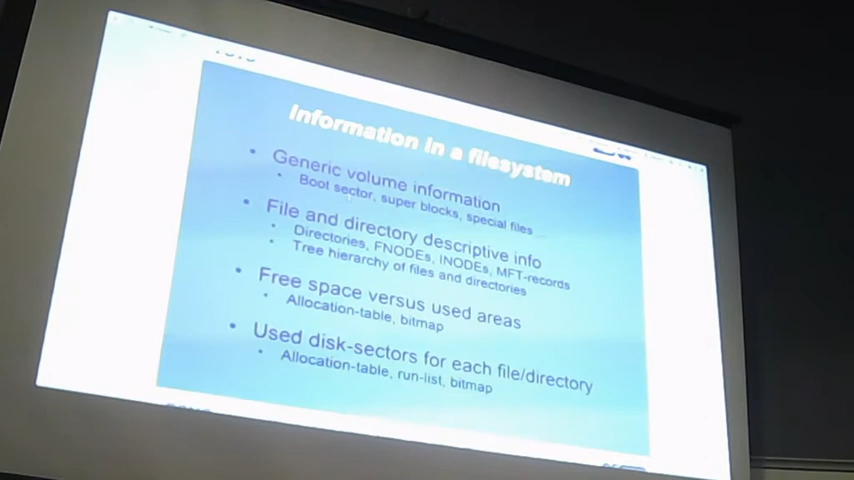 Information in a filesystem
• Generic volume information
• Boot sector, super blocks, special files ...
• File and directory descriptive info
• Directories, FNODEs, INODEs, MFT-records
• Tree hierarchy of files and directories
• Free space versus used areas
• Allocation-table, bitmap
• Used disk-sectors for each file/directory
• Allocation-table, run-list, bitmap